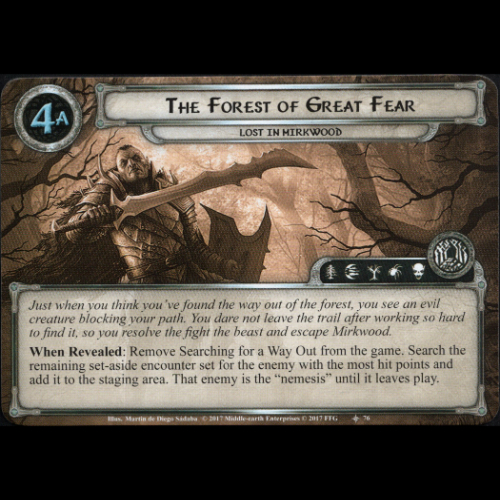 4A
The Forest of Great Fear
Lost in Mirkwood
Just when you think you've found the way out of the forest, you see an evil
creature blocking your path. You dare not leave the trail after working so hard
to find it, so you resolve the fight the beast and escape Mirkwood.
When Revealed: Remove Searching for a Way Out from the game. Search the
remaining set-aside encounter set for the enemy with the most hit points and
add it to the staging area. That enemy is the “nemesis” until it leaves play.
Illus. Martin de Diego Sádaba © 2017 Middle-earth Enterprises © 2017 FFG 76